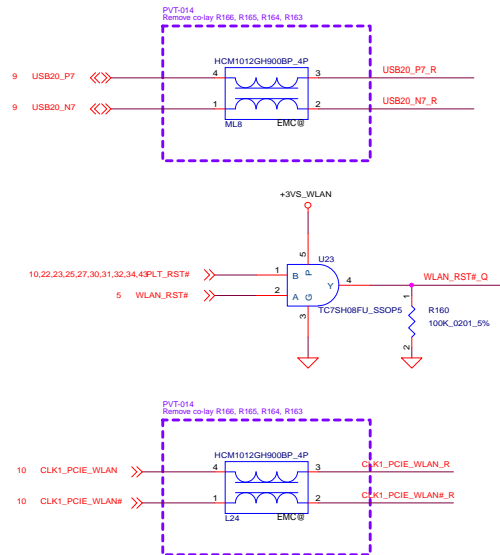 PVT-014
Remove co-lay R166, R165, R164, R163
HCM1012GH900BP_4P
9 USB20_P7 4 3 USB20_P7_R
9 USB20_N7 1 2 USB20_N7_R
ML8 EMC@
+3VS_WLAN
5 U23
10,22,23,25,27,30,31,32,34,43 PLT_RST# 1 B P
Y 4 WLAN_RST#_Q
5 WLAN_RST# 2 A G
3 TC7SH08FU_SSOP5
1 R160
100K_0201_5%
2
PVT-014
Remove co-lay R166, R165, R164, R163
HCM1012GH900BP_4P
10 CLK1_PCIE_WLAN 4 3 CLK1_PCIE_WLAN_R
10 CLK1_PCIE_WLAN# 1 2 CLK1_PCIE_WLAN#_R
L24 EMC@